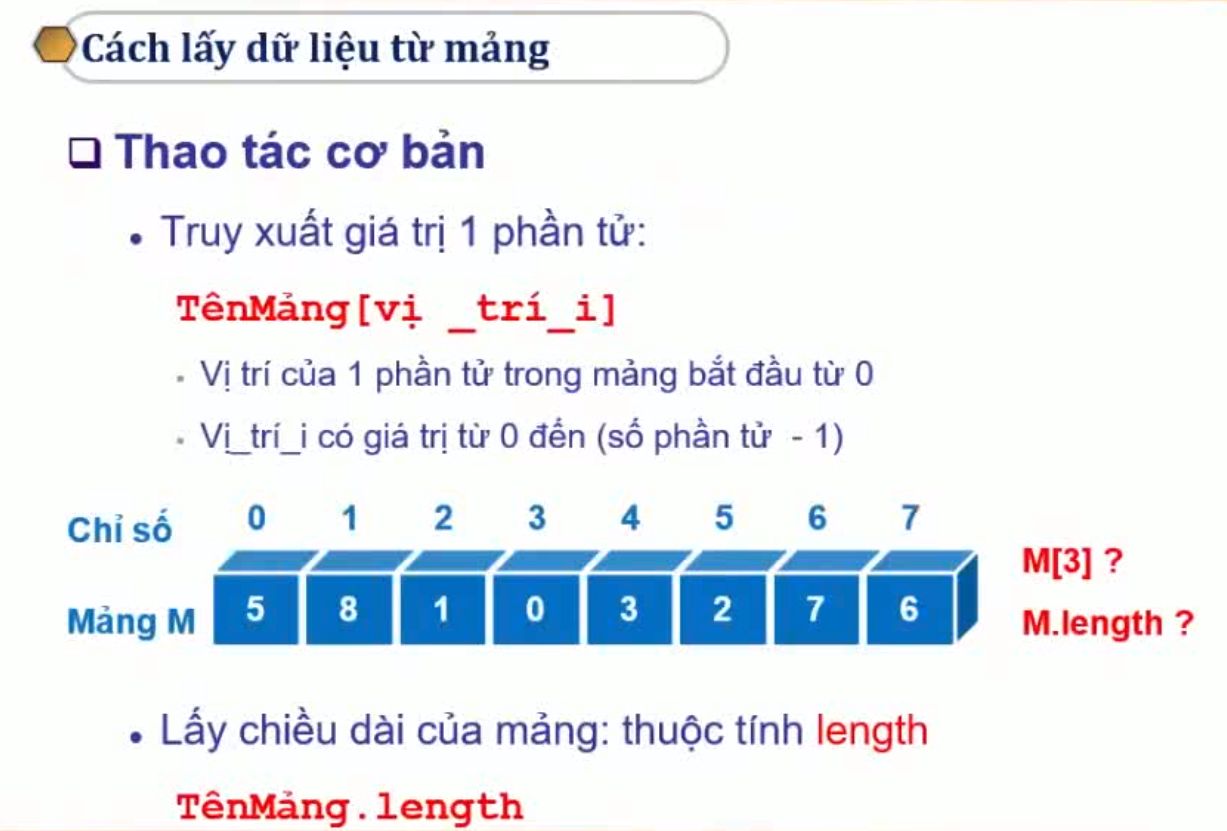 Cách lấy dữ liệu từ mảng
Thao tác cơ bản
Truy xuất giá trị 1 phần tử:
TênMảng[vị _trí_i]
Vị trí của 1 phần tử trong mảng bắt đầu từ 0
Vị_trí_i có giá trị từ 0 đến (số phần tử - 1)
Chỉ số 0 1 2 3 4 5 6 7
M[3] ?
Mảng M 5 8 1 0 3 2 7 6
M.length ?
Lấy chiều dài của mảng: thuộc tính length
TênMảng.length